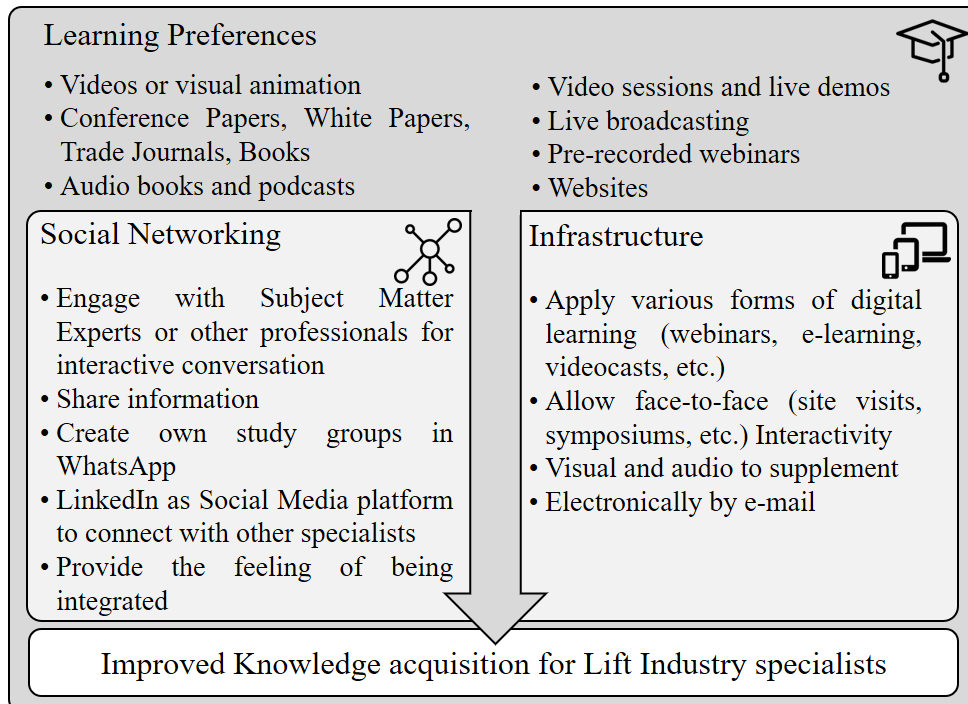 Learning Preferences
• Videos or visual animation
• Conference Papers, White Papers,
Trade Journals, Books
• Audio books and podcasts
• Video sessions and live demos
• Live broadcasting
• Pre-recorded webinars
• Websites
Social Networking
• Engage with Subject Matter
Experts or other professionals for
interactive conversation
• Share information
• Create own study groups in
WhatsApp
• LinkedIn as Social Media platform
to connect with other specialists
• Provide the feeling of being
integrated
Infrastructure
• Apply various forms of digital
learning (webinars, e-learning,
videocasts, etc.)
• Allow face-to-face (site visits,
symposiums, etc.) Interactivity
• Visual and audio to supplement
• Electronically by e-mail
Improved Knowledge acquisition for Lift Industry specialists